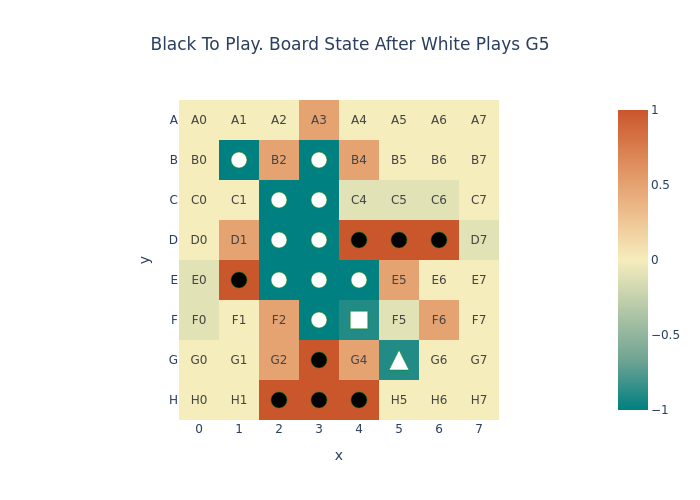 Black To Play. Board State After White Plays G5
A A0 A1 A2 A3 A4 A5 A6 A7
B B0 B2 B4 B5 B6 B7
C C0 C1 C4 C5 C6 C7
D D0 D1 D7
E E0 E5 E6 E7
F F0 F1 F2 F5 F6 F7
G G0 G1 G2 G4 G6 G7
H H0 H1 H5 H6 H7
0 1 2 3 4 5 6 7
x
y
1
0.5
0
−0.5
−1